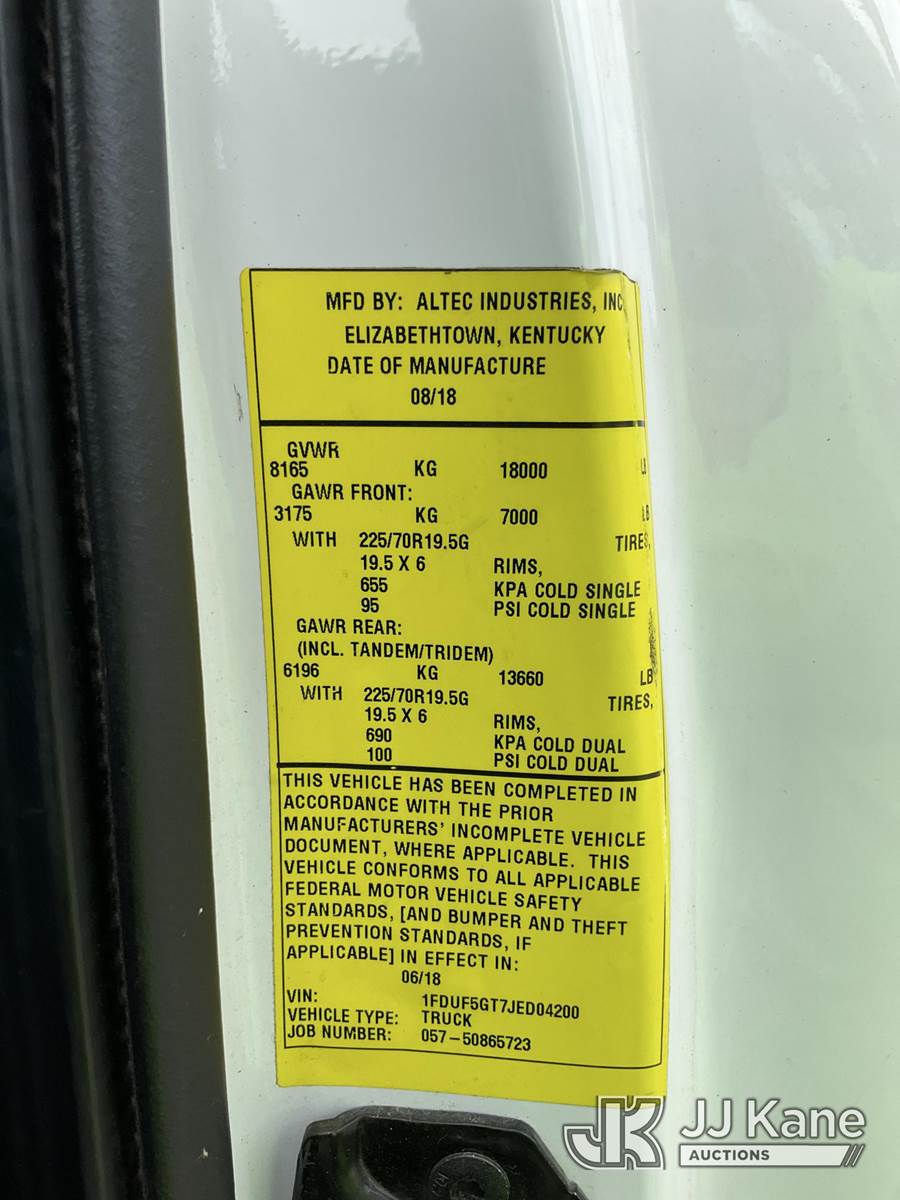 MFD BY: ALTEC INDUSTRIES, INC
ELIZABETHTOWN, KENTUCKY
DATE OF MANUFACTURE
08/18
GVWR
8165 KG 18000
GAWR FRONT:
3175 KG 7000 LB
WITH 225/70R19.5G TIRES,
19.5 X 6 RIMS,
655 KPA COLD SINGLE
95 PSI COLD SINGLE
GAWR REAR:
(INCL. TANDEM/TRIDEM)
6196 KG 13660 LB
WITH 225/70R19.5G TIRES,
19.5 X 6 RIMS,
690 KPA COLD DUAL
100 PSI COLD DUAL
THIS VEHICLE HAS BEEN COMPLETED IN
ACCORDANCE WITH THE PRIOR
MANUFACTURERS' INCOMPLETE VEHICLE
DOCUMENT, WHERE APPLICABLE. THIS
VEHICLE CONFORMS TO ALL APPLICABLE
FEDERAL MOTOR VEHICLE SAFETY
STANDARDS, [AND BUMPER AND THEFT
PREVENTION STANDARDS, IF
APPLICABLE] IN EFFECT IN:
06/18
VIN: 1FDUF5GT7JED04200
VEHICLE TYPE: TRUCK
JOB NUMBER: 057-50865723
JK JJ Kane
AUCTIONS